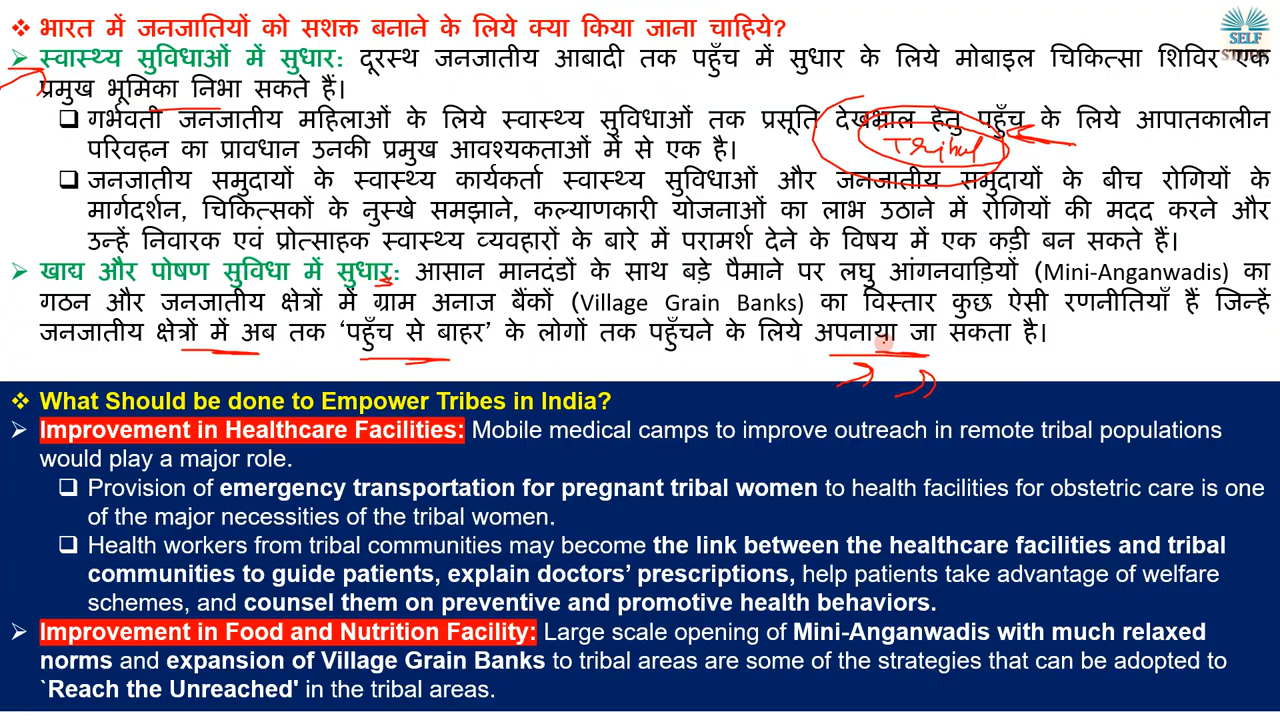 ❖ भारत में जनजातियों को सशक्त बनाने के लिये क्या किया जाना चाहिये?
SELF
STUDY
➢ स्वास्थ्य सुविधाओं में सुधार: दूरस्थ जनजातीय आबादी तक पहुँच में सुधार के लिये मोबाइल चिकित्सा शिविर एक
प्रमुख भूमिका निभा सकते हैं।
❑ गर्भवती जनजातीय महिलाओं के लिये स्वास्थ्य सुविधाओं तक प्रसूति देखभाल हेतु पहुँच के लिये आपातकालीन
परिवहन का प्रावधान उनकी प्रमुख आवश्यकताओं में से एक है।
Tribal
❑ जनजातीय समुदायों के स्वास्थ्य कार्यकर्ता स्वास्थ्य सुविधाओं और जनजातीय समुदायों के बीच रोगियों के
मार्गदर्शन, चिकित्सकों के नुस्खे समझाने, कल्याणकारी योजनाओं का लाभ उठाने में रोगियों की मदद करने और
उन्हें निवारक एवं प्रोत्साहक स्वास्थ्य व्यवहारों के बारे में परामर्श देने के विषय में एक कड़ी बन सकते हैं।
➢ खाद्य और पोषण सुविधा में सुधार: आसान मानदंडों के साथ बड़े पैमाने पर लघु आंगनवाड़ियों (Mini-Anganwadis) का
गठन और जनजातीय क्षेत्रों में ग्राम अनाज बैंकों (Village Grain Banks) का विस्तार कुछ ऐसी रणनीतियाँ हैं जिन्हें
जनजातीय क्षेत्रों में अब तक ‘पहुँच से बाहर’ के लोगों तक पहुँचने के लिये अपनाया जा सकता है।
❖ What Should be done to Empower Tribes in India?
➢ Improvement in Healthcare Facilities: Mobile medical camps to improve outreach in remote tribal populations
would play a major role.
❑ Provision of emergency transportation for pregnant tribal women to health facilities for obstetric care is one
of the major necessities of the tribal women.
❑ Health workers from tribal communities may become the link between the healthcare facilities and tribal
communities to guide patients, explain doctors’ prescriptions, help patients take advantage of welfare
schemes, and counsel them on preventive and promotive health behaviors.
➢ Improvement in Food and Nutrition Facility: Large scale opening of Mini-Anganwadis with much relaxed
norms and expansion of Village Grain Banks to tribal areas are some of the strategies that can be adopted to
`Reach the Unreached' in the tribal areas.